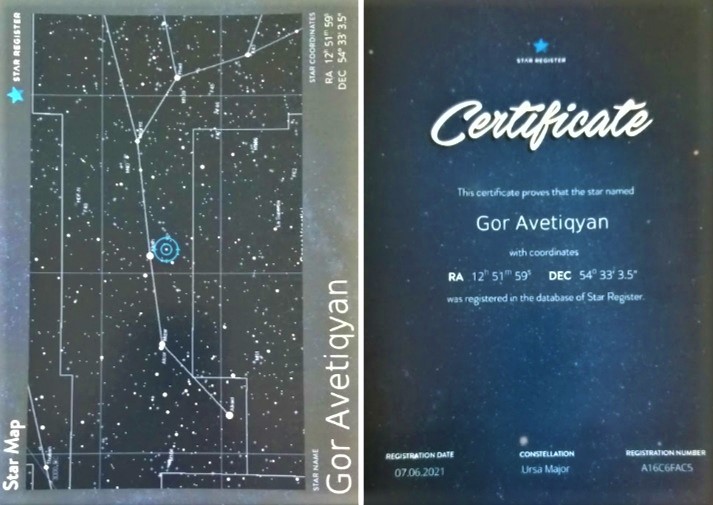 Star Map
STAR REGISTER
STAR NAME
Gor Avetiqyan
STAR COORDINATES
RA 12h 51m 59s
DEC 54° 33' 3.5"
STAR REGISTER
Certificate
This certificate proves that the star named
Gor Avetiqyan
with coordinates
RA 12h 51m 59s DEC 54° 33' 3.5"
was registered in the database of Star Register.
REGISTRATION DATE
07.06.2021
CONSTELLATION
Ursa Major
REGISTRATION NUMBER
A16C6FAC5